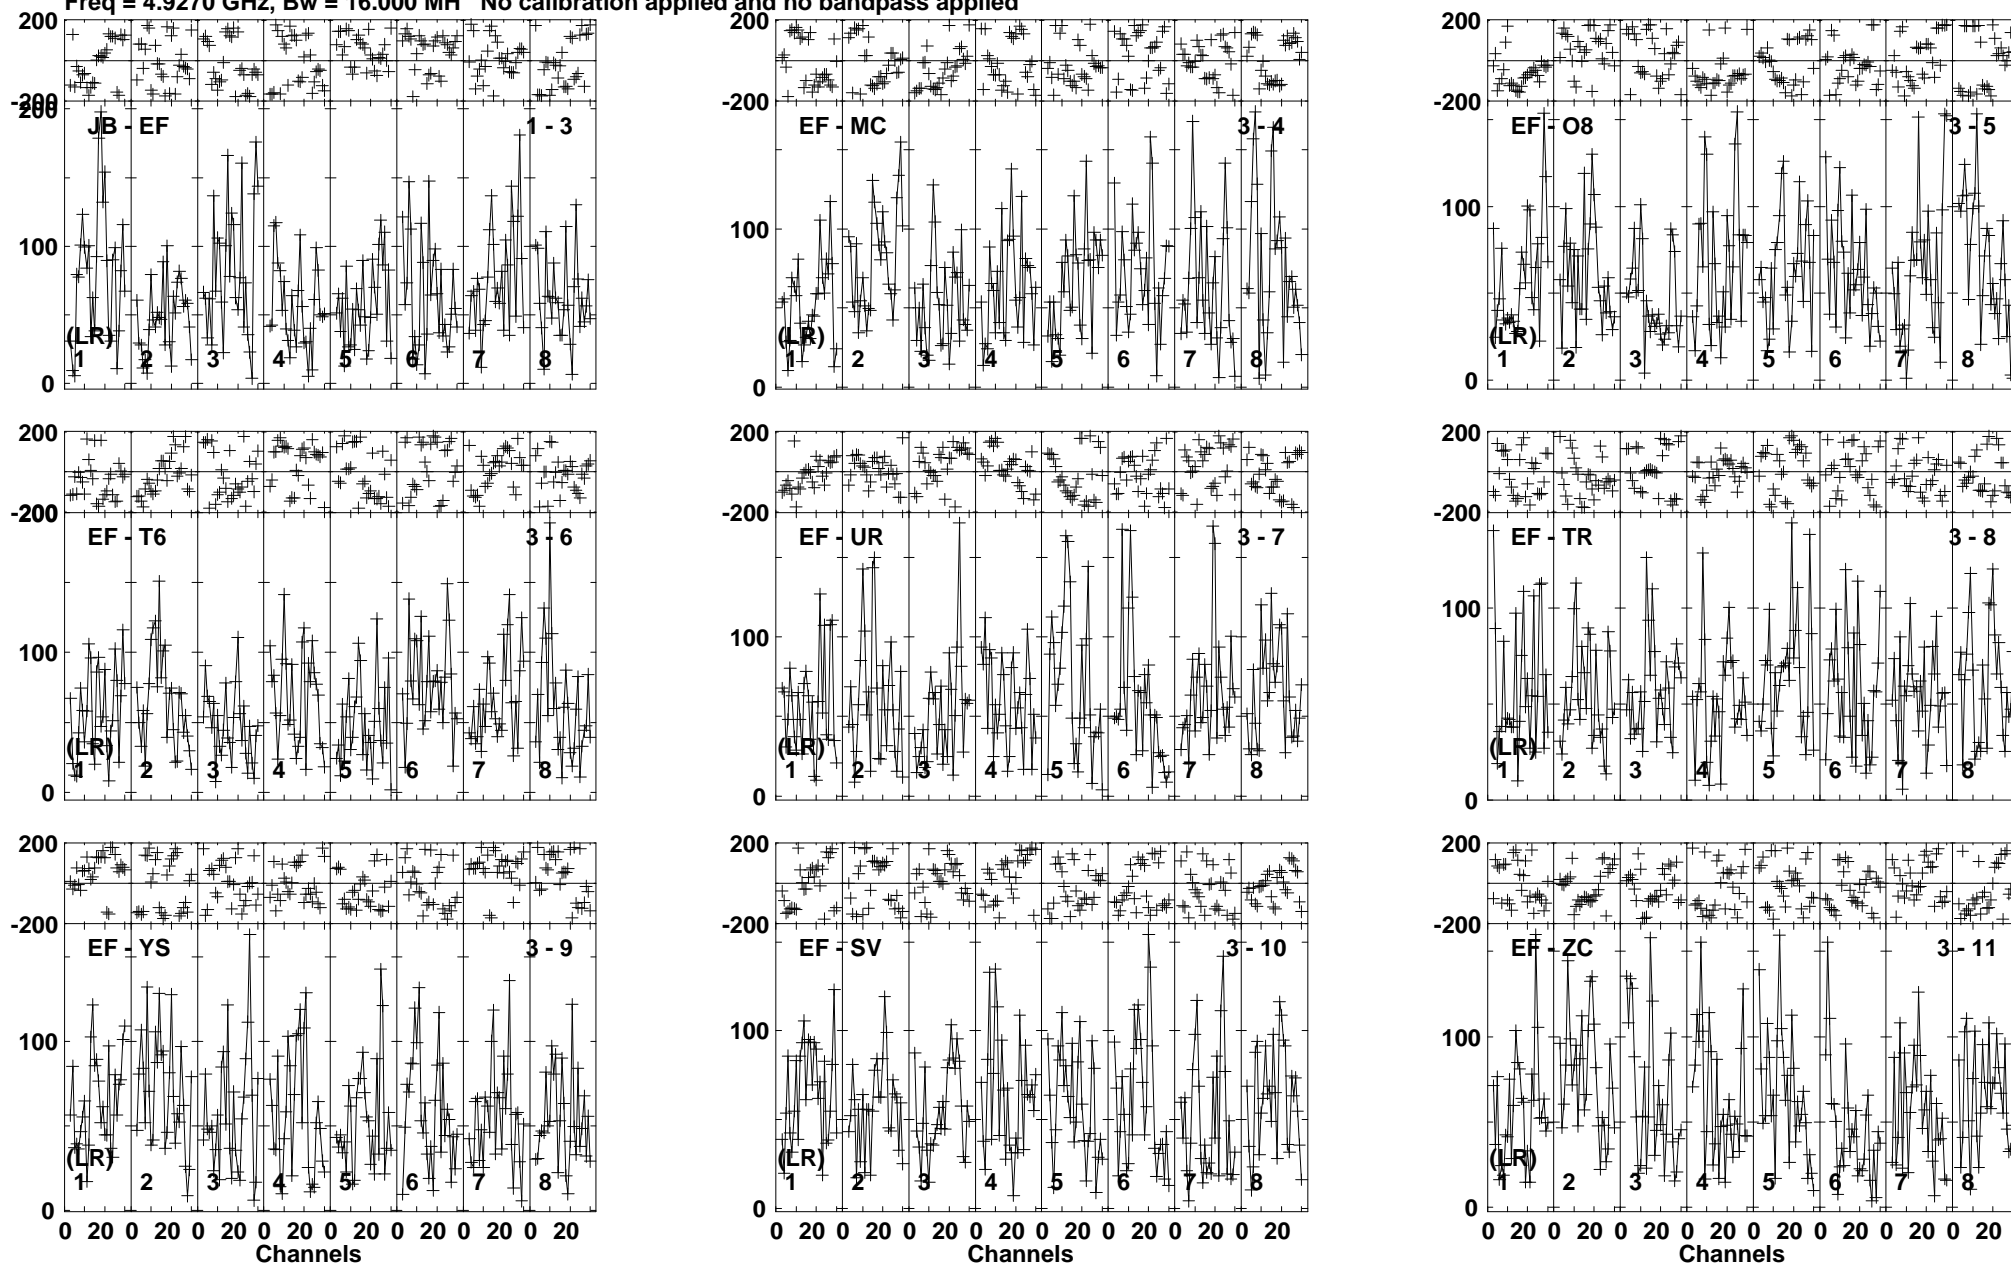 Freq = 4.9270 GHz, Bw = 16.000 MH No calibration applied and no bandpass applied
200
-200
200
100
0
JB - EF
1 - 3
(LR)
1 2 3 4 5 6 7 8
200
-200
100
0
EF - MC
3 - 4
(LR)
1 2 3 4 5 6 7 8
200
-200
100
0
EF - O8
3 - 5
(LR)
1 2 3 4 5 6 7 8
200
-200
100
0
EF - T6
3 - 6
(LR)
1 2 3 4 5 6 7 8
200
-200
100
0
EF - UR
3 - 7
(LR)
1 2 3 4 5 6 7 8
200
-200
100
0
EF - TR
3 - 8
(LR)
1 2 3 4 5 6 7 8
200
-200
100
0
EF - YS
3 - 9
(LR)
1 2 3 4 5 6 7 8
0 20 0 20 0 20 0 20 0 20 0 20 0 20 0 20
Channels
200
-200
100
0
EF - SV
3 - 10
(LR)
1 2 3 4 5 6 7 8
0 20 0 20 0 20 0 20 0 20 0 20 0 20 0 20
Channels
200
-200
100
0
EF - ZC
3 - 11
(LR)
1 2 3 4 5 6 7 8
0 20 0 20 0 20 0 20 0 20 0 20 0 20 0 20
Channels